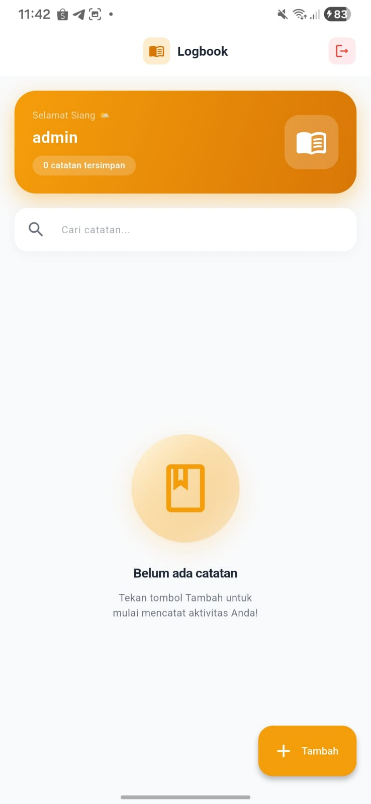 11:42
83
Logbook
Selamat Siang
admin
0 catatan tersimpan
Cari catatan...
Belum ada catatan
Tekan tombol Tambah untuk
mulai mencatat aktivitas Anda!
Tambah